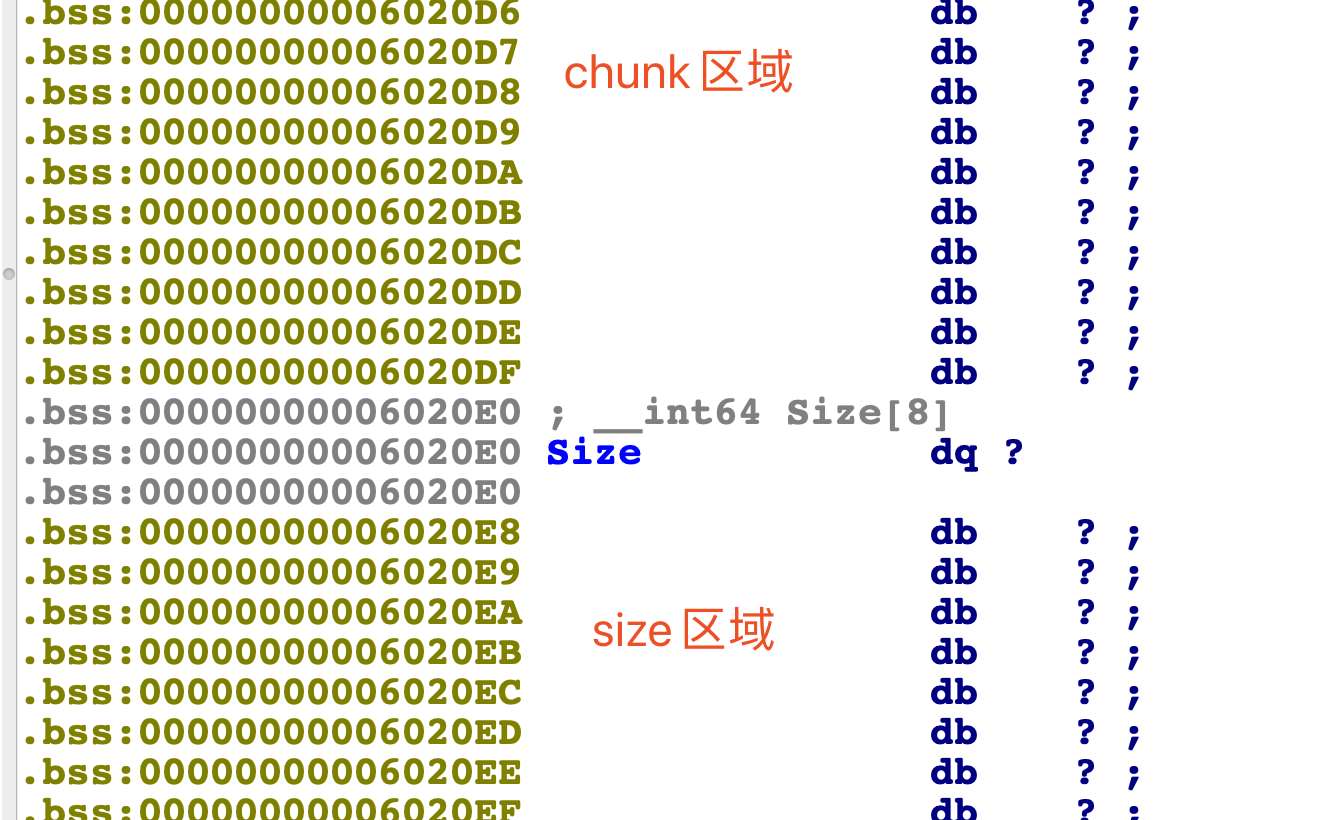 .bss:00000000006020D6 db ? ;
.bss:00000000006020D7 db ? ;
chunk 区域
.bss:00000000006020D8 db ? ;
.bss:00000000006020D9 db ? ;
.bss:00000000006020DA db ? ;
.bss:00000000006020DB db ? ;
.bss:00000000006020DC db ? ;
.bss:00000000006020DD db ? ;
.bss:00000000006020DE db ? ;
.bss:00000000006020DF db ? ;
.bss:00000000006020E0 ; __int64 Size[8]
.bss:00000000006020E0 Size dq ?
.bss:00000000006020E0
.bss:00000000006020E8 db ? ;
.bss:00000000006020E9 db ? ;
.bss:00000000006020EA db ? ;
size 区域
.bss:00000000006020EB db ? ;
.bss:00000000006020EC db ? ;
.bss:00000000006020ED db ? ;
.bss:00000000006020EE db ? ;
.bss:00000000006020EF db ? ;